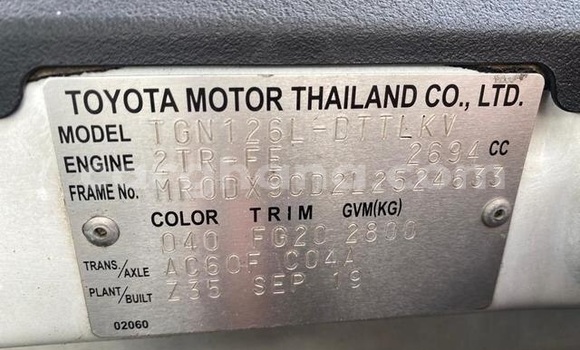 TOYOTA MOTOR THAILAND CO., LTD.
MODEL TGN126L-DTTLKV
ENGINE 2TR-FE 2694 CC
FRAME No. MR0DX9CD2L2524633
COLOR TRIM GVM(KG)
040 FG20 2800
TRANS./AXLE AC60F C04A
PLANT/BUILT Z35 SEP 19
02060